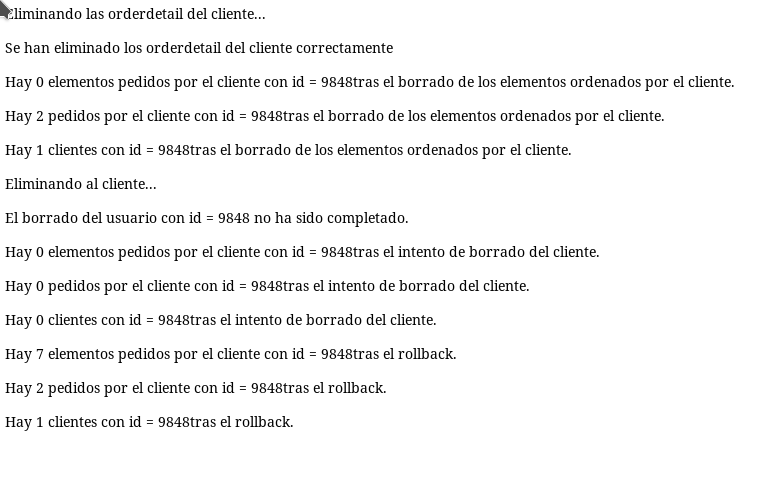 Eliminando las orderdetail del cliente...
Se han eliminado los orderdetail del cliente correctamente
Hay 0 elementos pedidos por el cliente con id = 9848tras el borrado de los elementos ordenados por el cliente.
Hay 2 pedidos por el cliente con id = 9848tras el borrado de los elementos ordenados por el cliente.
Hay 1 clientes con id = 9848tras el borrado de los elementos ordenados por el cliente.
Eliminando al cliente...
El borrado del usuario con id = 9848 no ha sido completado.
Hay 0 elementos pedidos por el cliente con id = 9848tras el intento de borrado del cliente.
Hay 0 pedidos por el cliente con id = 9848tras el intento de borrado del cliente.
Hay 0 clientes con id = 9848tras el intento de borrado del cliente.
Hay 7 elementos pedidos por el cliente con id = 9848tras el rollback.
Hay 2 pedidos por el cliente con id = 9848tras el rollback.
Hay 1 clientes con id = 9848tras el rollback.